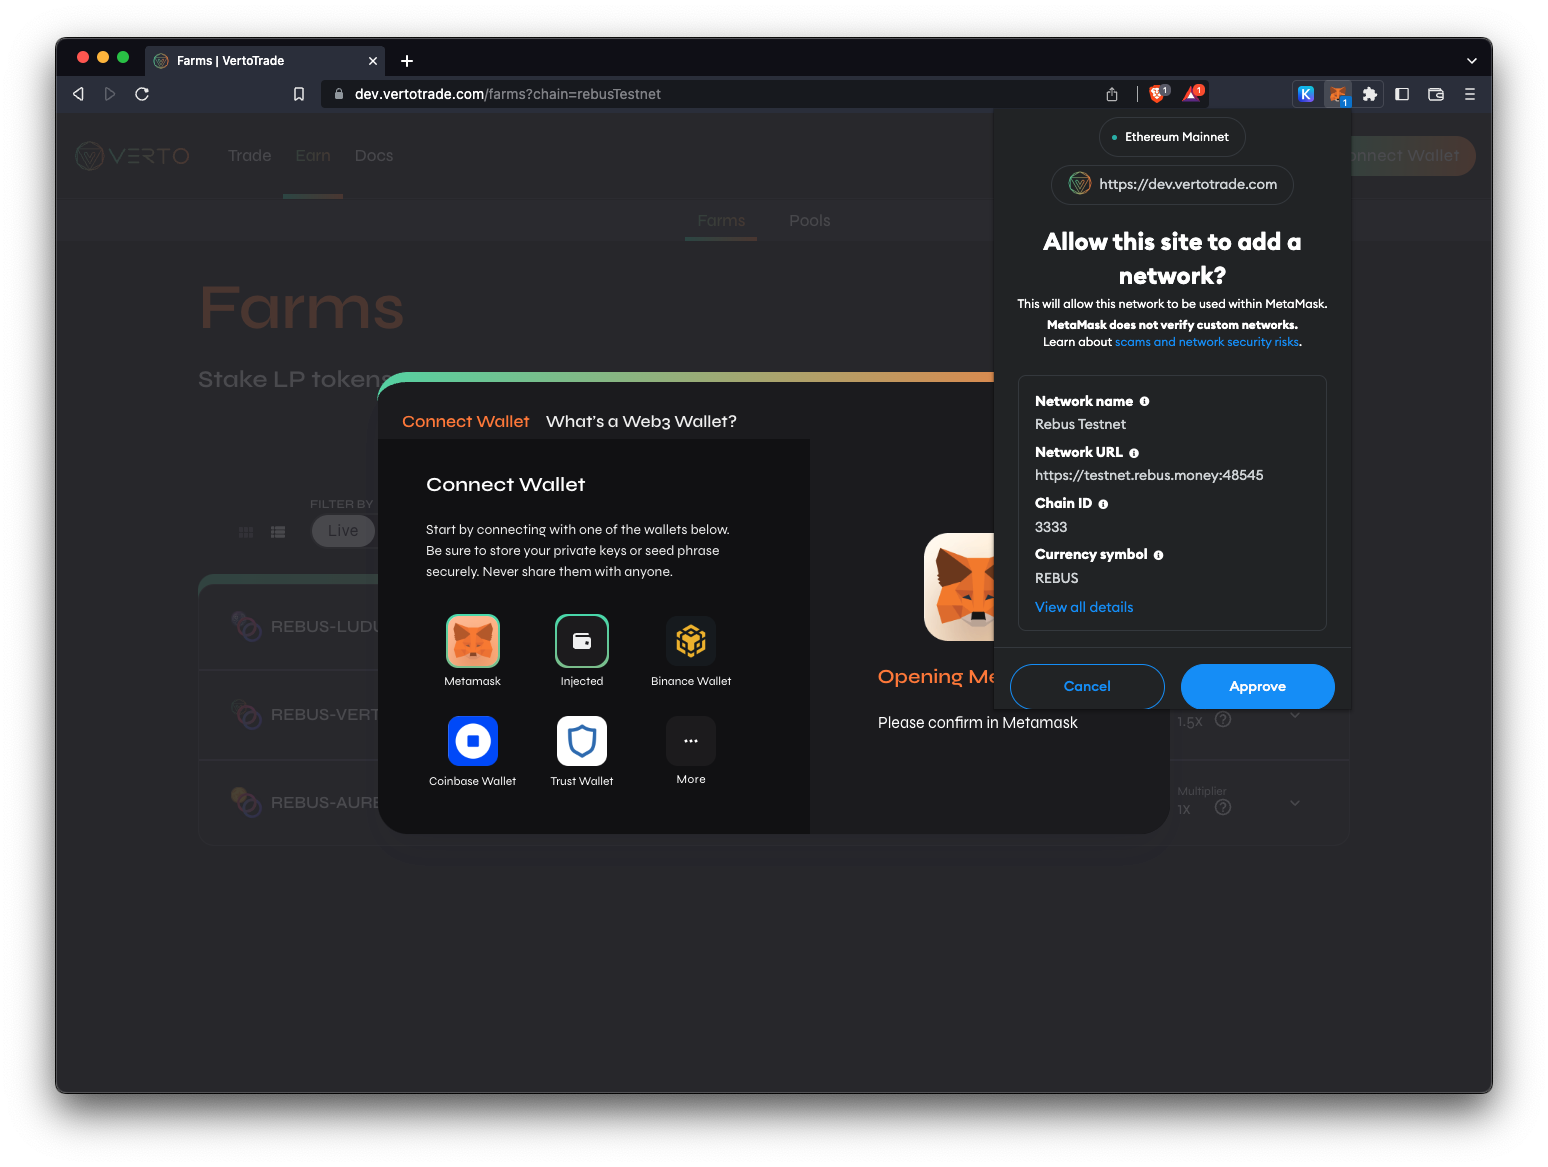 Farms | VertoTrade
dev.vertotrade.com/farms?chain=rebusTestnet
1
1
K
1
VERTO
Trade
Earn
Docs
nnect Wallet
Farms
Pools
Farms
Stake LP tokens
FILTER BY
Live
REBUS-LUDU
REBUS-VERT
REBUS-AURE
1.5X
Multiplier
1X
Connect Wallet
What's a Web3 Wallet?
Connect Wallet
Start by connecting with one of the wallets below.
Be sure to store your private keys or seed phrase
securely. Never share them with anyone.
Metamask
Injected
Binance Wallet
Coinbase Wallet
Trust Wallet
More
Opening Me
Please confirm in Metamask
Ethereum Mainnet
https://dev.vertotrade.com
Allow this site to add a
network?
This will allow this network to be used within MetaMask.
MetaMask does not verify custom networks.
Learn about scams and network security risks.
Network name
Rebus Testnet
Network URL
https://testnet.rebus.money:48545
Chain ID
3333
Currency symbol
REBUS
View all details
Cancel
Approve